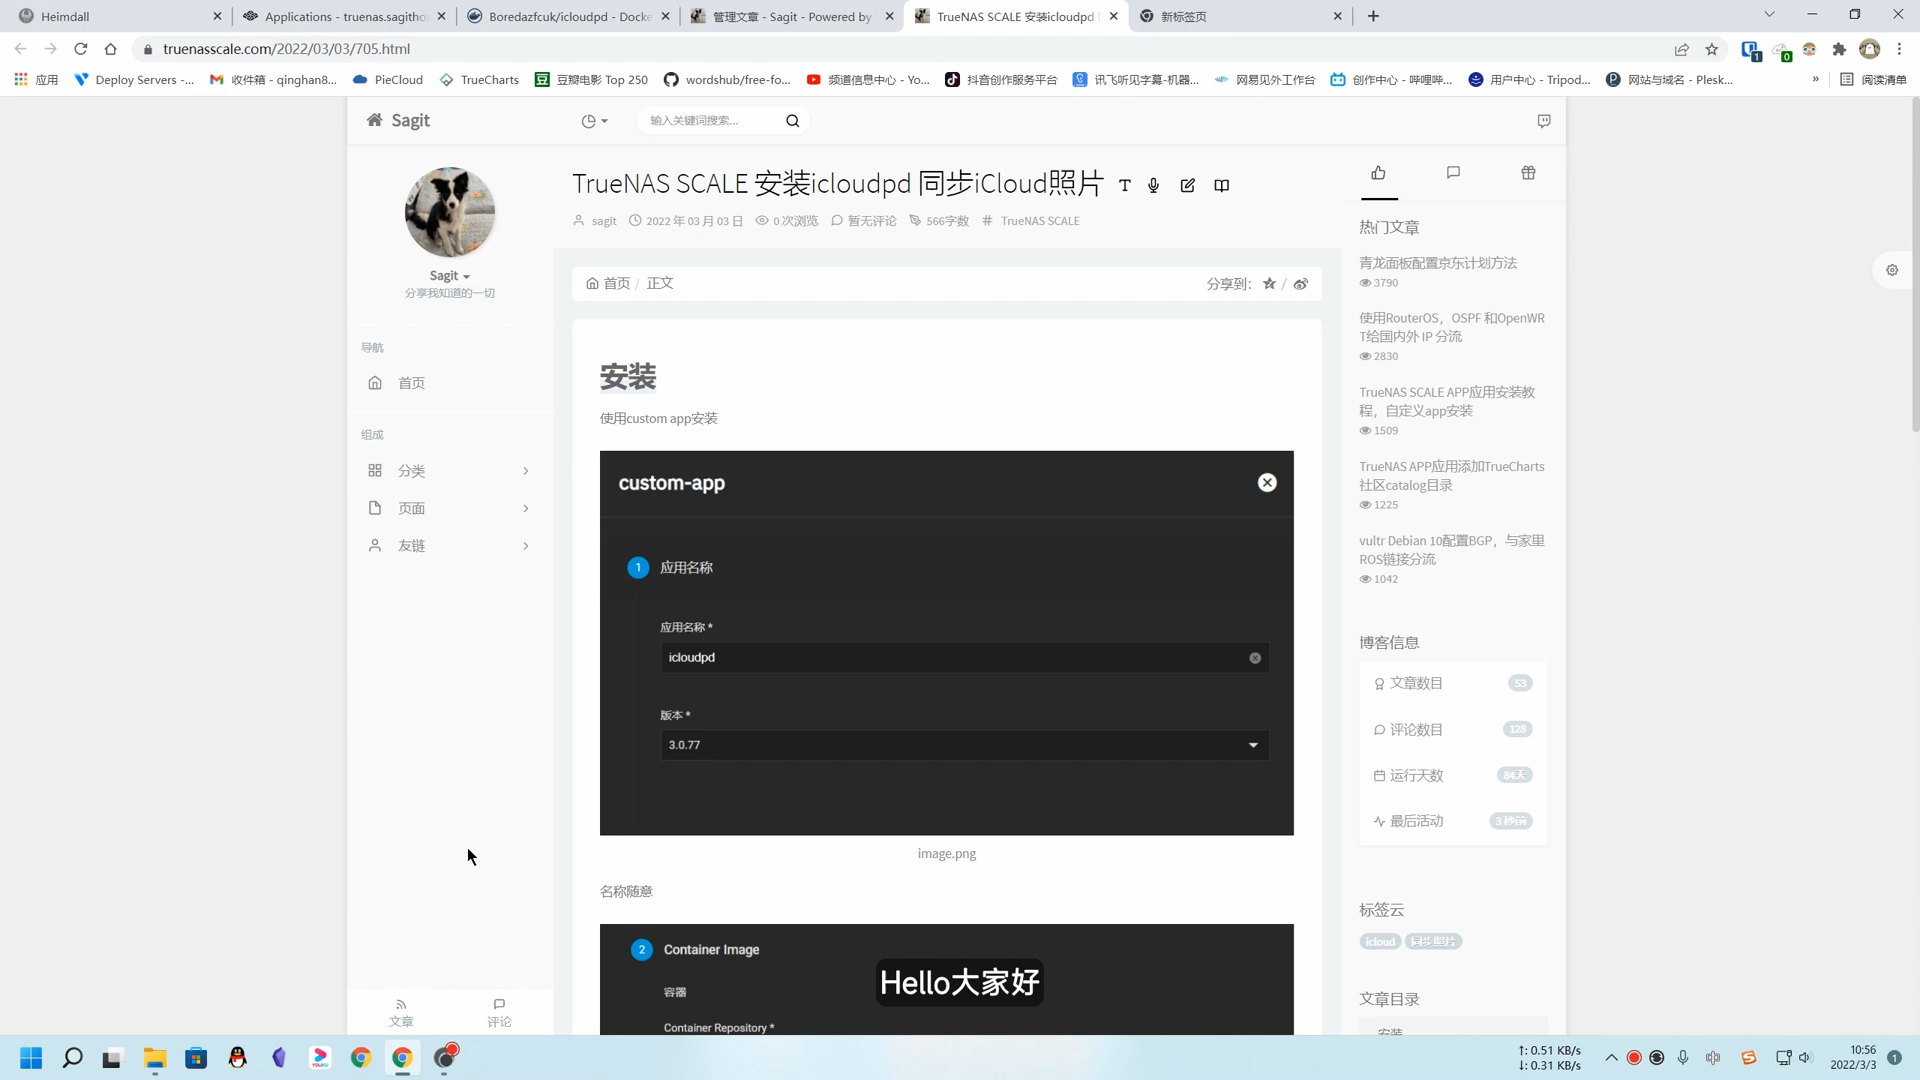 Heimdall
Applications - truenas.sagitho
Boredazfcuk/icloudpd - Docke
管理文章 - Sagit - Powered by
TrueNAS SCALE 安装icloudpd
新标签页
truenasscale.com/2022/03/03/705.html
应用
Deploy Servers -...
收件箱 - qinghan8...
PieCloud
TrueCharts
豆瓣电影 Top 250
wordshub/free-fo...
频道信息中心 - Yo...
抖音创作服务平台
讯飞听见字幕-机器...
网易见外工作台
创作中心 - 哔哩哔...
用户中心 - Tripod...
网站与域名 - Plesk...
»
阅读清单
Sagit
输入关键词搜索...
Sagit
分享我知道的一切
导航
首页
组成
分类
页面
友链
文章
评论
TrueNAS SCALE 安装icloudpd 同步iCloud照片
sagit 2022 年 03 月 03 日 0 次浏览 暂无评论 566字数 # TrueNAS SCALE
首页 / 正文
分享到： /
安装
使用custom app安装
custom-app
1 应用名称
应用名称 *
icloudpd
版本 *
3.0.77
image.png
名称随意
2 Container Image
容器
Container Repository *
Hello大家好
热门文章
青龙面板配置京东计划方法
3790
使用RouterOS，OSPF 和OpenWR
T给国内外 IP 分流
2830
TrueNAS SCALE APP应用安装教
程，自定义app安装
1509
TrueNAS APP应用添加TrueCharts
社区catalog目录
1225
vultr Debian 10配置BGP，与家里
ROS链接分流
1042
博客信息
文章数目 53
评论数目 128
运行天数 84天
最后活动 3 秒前
标签云
icloud 同步照片
文章目录
安装
↑: 0.51 KB/s
↓: 0.31 KB/s
10:56
2022/3/3
1